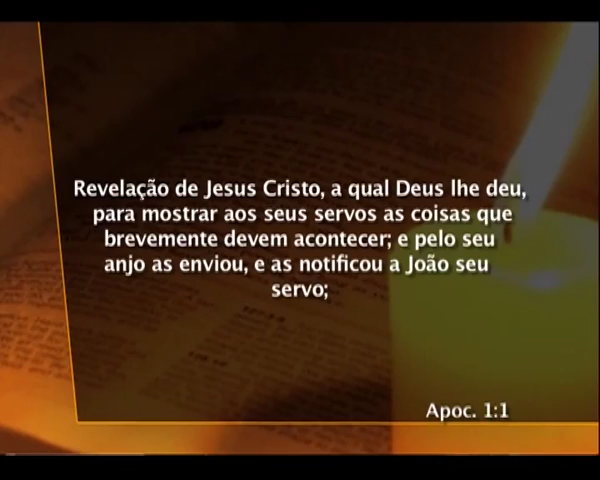 Revelação de Jesus Cristo, a qual Deus lhe deu,
para mostrar aos seus servos as coisas que
brevemente devem acontecer; e pelo seu
anjo as enviou, e as notificou a João seu
servo;
Apoc. 1:1